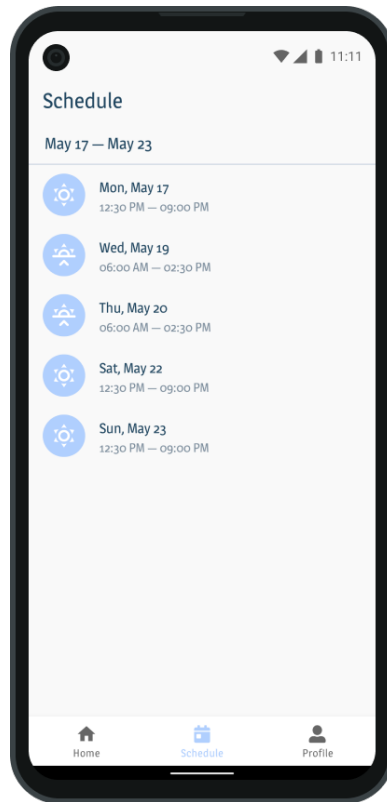 11:11
Schedule
May 17 — May 23
Mon, May 17
12:30 PM — 09:00 PM
Wed, May 19
06:00 AM — 02:30 PM
Thu, May 20
06:00 AM — 02:30 PM
Sat, May 22
12:30 PM — 09:00 PM
Sun, May 23
12:30 PM — 09:00 PM
Home Schedule Profile